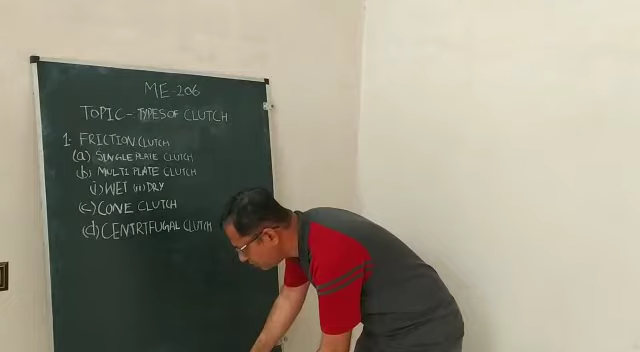 ME-206
TOPIC - TYPES OF CLUTCH
1. FRICTION CLUTCH
(a) SINGLE PLATE CLUTCH
(b) MULTI PLATE CLUTCH
(i) WET (ii) DRY
(c) CONE CLUTCH
(d) CENTRIFUGAL CLUTCH